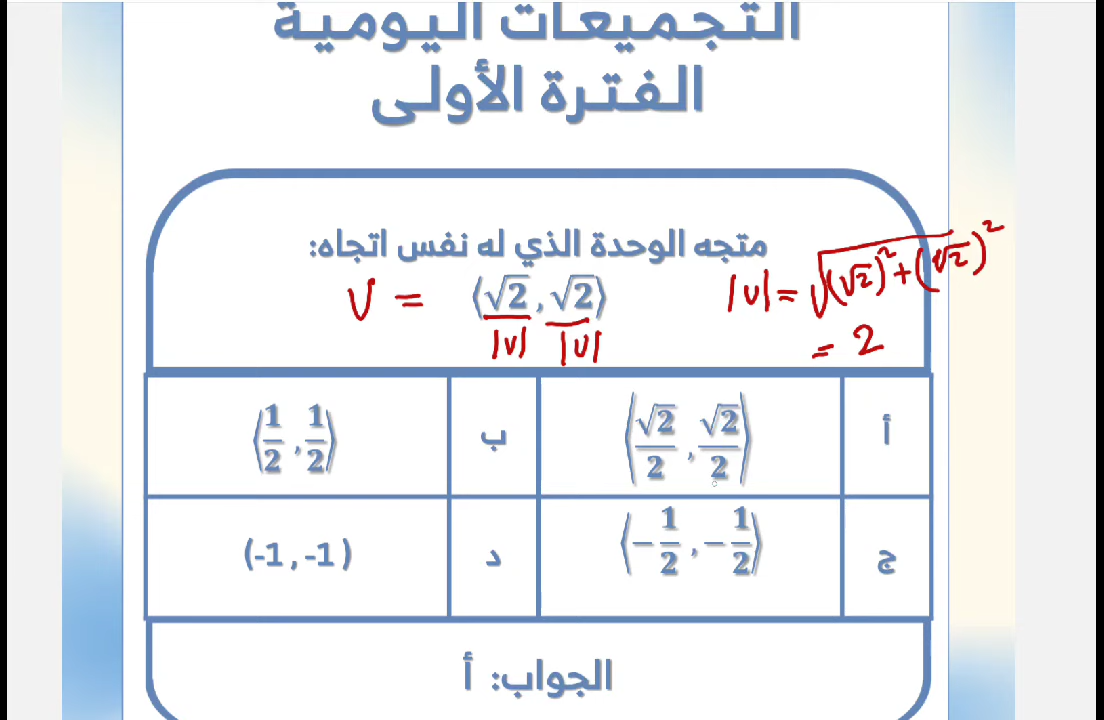 التجميعات اليومية
الفترة الأولى
متجه الوحدة الذي له نفس اتجاه:
V = ⟨√2 , √2⟩
|v| |v|
|v| = √((√2)² + (√2)²)
= 2
أ ⟨√2/2 , √2/2⟩
ب ⟨1/2 , 1/2⟩
ج ⟨−1/2 , −1/2⟩
د (-1 , -1)
الجواب: أ